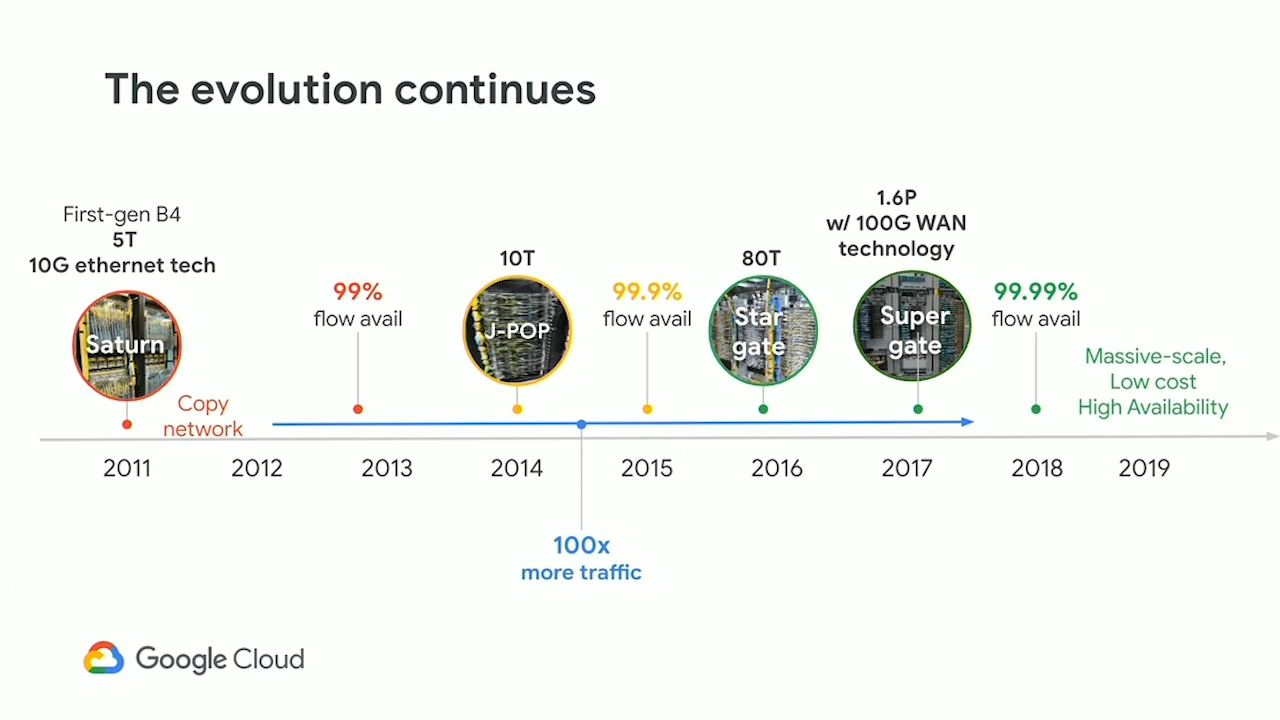 The evolution continues
First-gen B4
5T
10G ethernet tech
Saturn
Copy
network
99%
flow avail
10T
J-POP
99.9%
flow avail
80T
Star
gate
1.6P
w/ 100G WAN
technology
Super
gate
99.99%
flow avail
Massive-scale,
Low cost
High Availability
2011 2012 2013 2014 2015 2016 2017 2018 2019
100x
more traffic
Google Cloud